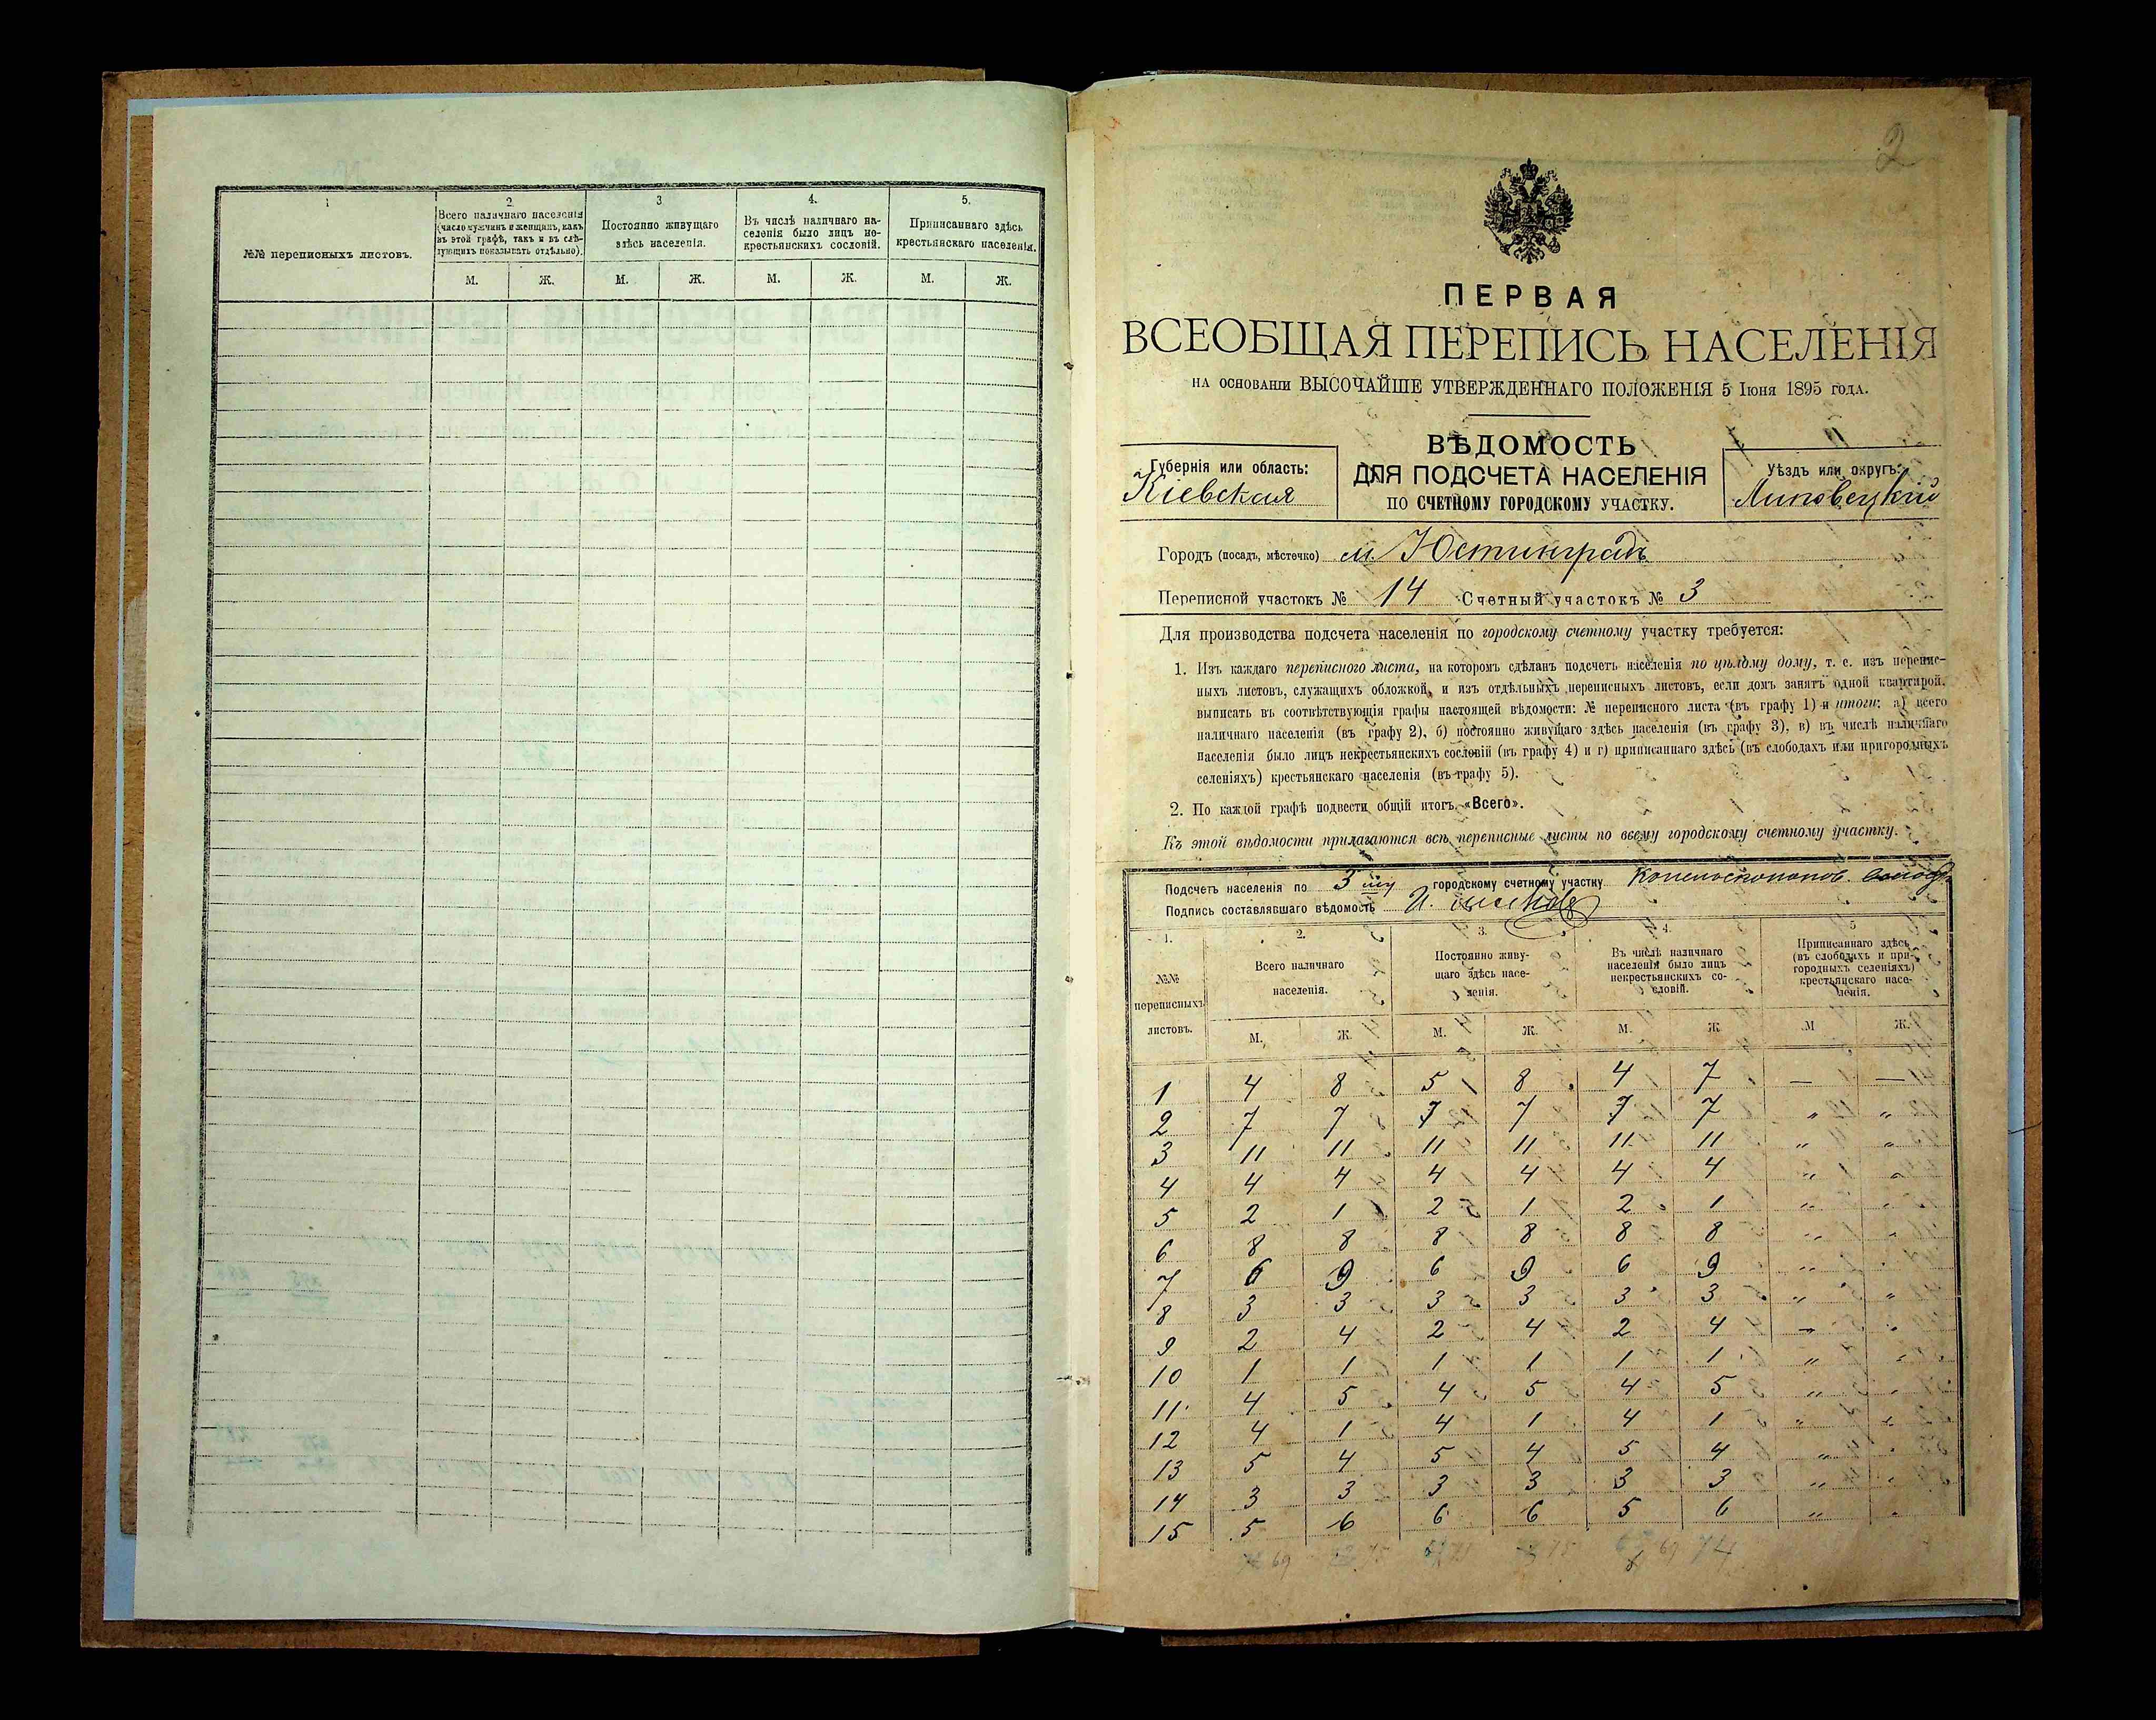 1
№№ переписныхъ листовъ.
2.
Всего наличнаго населенія (число мужчинъ и женщинъ, какъ въ этой графѣ, такъ и въ слѣдующихъ показывать отдѣльно).
3
Постоянно живущаго здѣсь населенія.
4.
Въ числѣ наличнаго населенія было лицъ некрестьянскихъ сословій.
5.
Приписаннаго здѣсь крестьянскаго населенія.
М. Ж. М. Ж. М. Ж. М. Ж.
2
ПЕРВАЯ
ВСЕОБЩАЯ ПЕРЕПИСЬ НАСЕЛЕНІЯ
НА ОСНОВАНІИ ВЫСОЧАЙШЕ УТВЕРЖДЕННАГО ПОЛОЖЕНІЯ 5 Іюня 1895 ГОДА.
Губернія или область:
Кіевская
ВѢДОМОСТЬ
ДЛЯ ПОДСЧЕТА НАСЕЛЕНІЯ
ПО СЧЕТНОМУ ГОРОДСКОМУ УЧАСТКУ.
Уѣздъ или округъ:
Липовецкій
Городъ (посадъ, мѣстечко) м. Юстинградъ
Переписной участокъ № 14 Счетный участокъ № 3
Для производства подсчета населенія по городскому счетному участку требуется:
1. Изъ каждаго переписного листа, на которомъ сдѣланъ подсчетъ населенія по цѣлому дому, т. е. изъ перепис-
ныхъ листовъ, служащихъ обложкой, и изъ отдѣльныхъ переписныхъ листовъ, если домъ занятъ одной квартирой,
выписать въ соотвѣтствующія графы настоящей вѣдомости: № переписного листа (въ графу 1) и итоги: а) всего
наличнаго населенія (въ графу 2), б) постоянно живущаго здѣсь населенія (въ графу 3), в) въ числѣ наличнаго
населенія было лицъ некрестьянскихъ сословій (въ графу 4) и г) приписаннаго здѣсь (въ слободахъ или пригородныхъ
селеніяхъ) крестьянскаго населенія (въ графу 5).
2. По каждой графѣ подвести общій итогъ «Всего».
Къ этой вѣдомости прилагаются всѣ переписные листы по всему городскому счетному участку.
Подсчетъ населенія по 3 му городскому счетному участку
Подпись составлявшаго вѣдомость
1.
№№ переписныхъ листовъ.
2.
Всего наличнаго населенія.
3.
Постоянно живущаго здѣсь населенія.
4.
Въ числѣ наличнаго населенія было лицъ некрестьянскихъ сословій.
5
Приписаннаго здѣсь (въ слободахъ и пригородныхъ селеніяхъ) крестьянскаго населенія.
М. Ж. М. Ж. М. Ж. М Ж.
1 4 8 5 8 4 7 — —
2 7 7 7 7 7 7 " "
3 11 11 11 11 11 11 " "
4 4 4 4 4 4 4 " "
5 2 1 2 1 2 1 " "
6 8 8 8 8 8 8 " "
7 6 9 6 9 6 9 " "
8 3 3 3 3 3 3 " "
9 2 4 2 4 2 4 " "
10 1 1 1 1 1 1 " "
11 4 5 4 5 4 5 " "
12 4 1 4 1 4 1 " "
13 5 4 5 4 5 4 " "
14 3 3 3 3 3 3 " "
15 5 6 6 6 5 6 " "
69 75 71 75 69 74